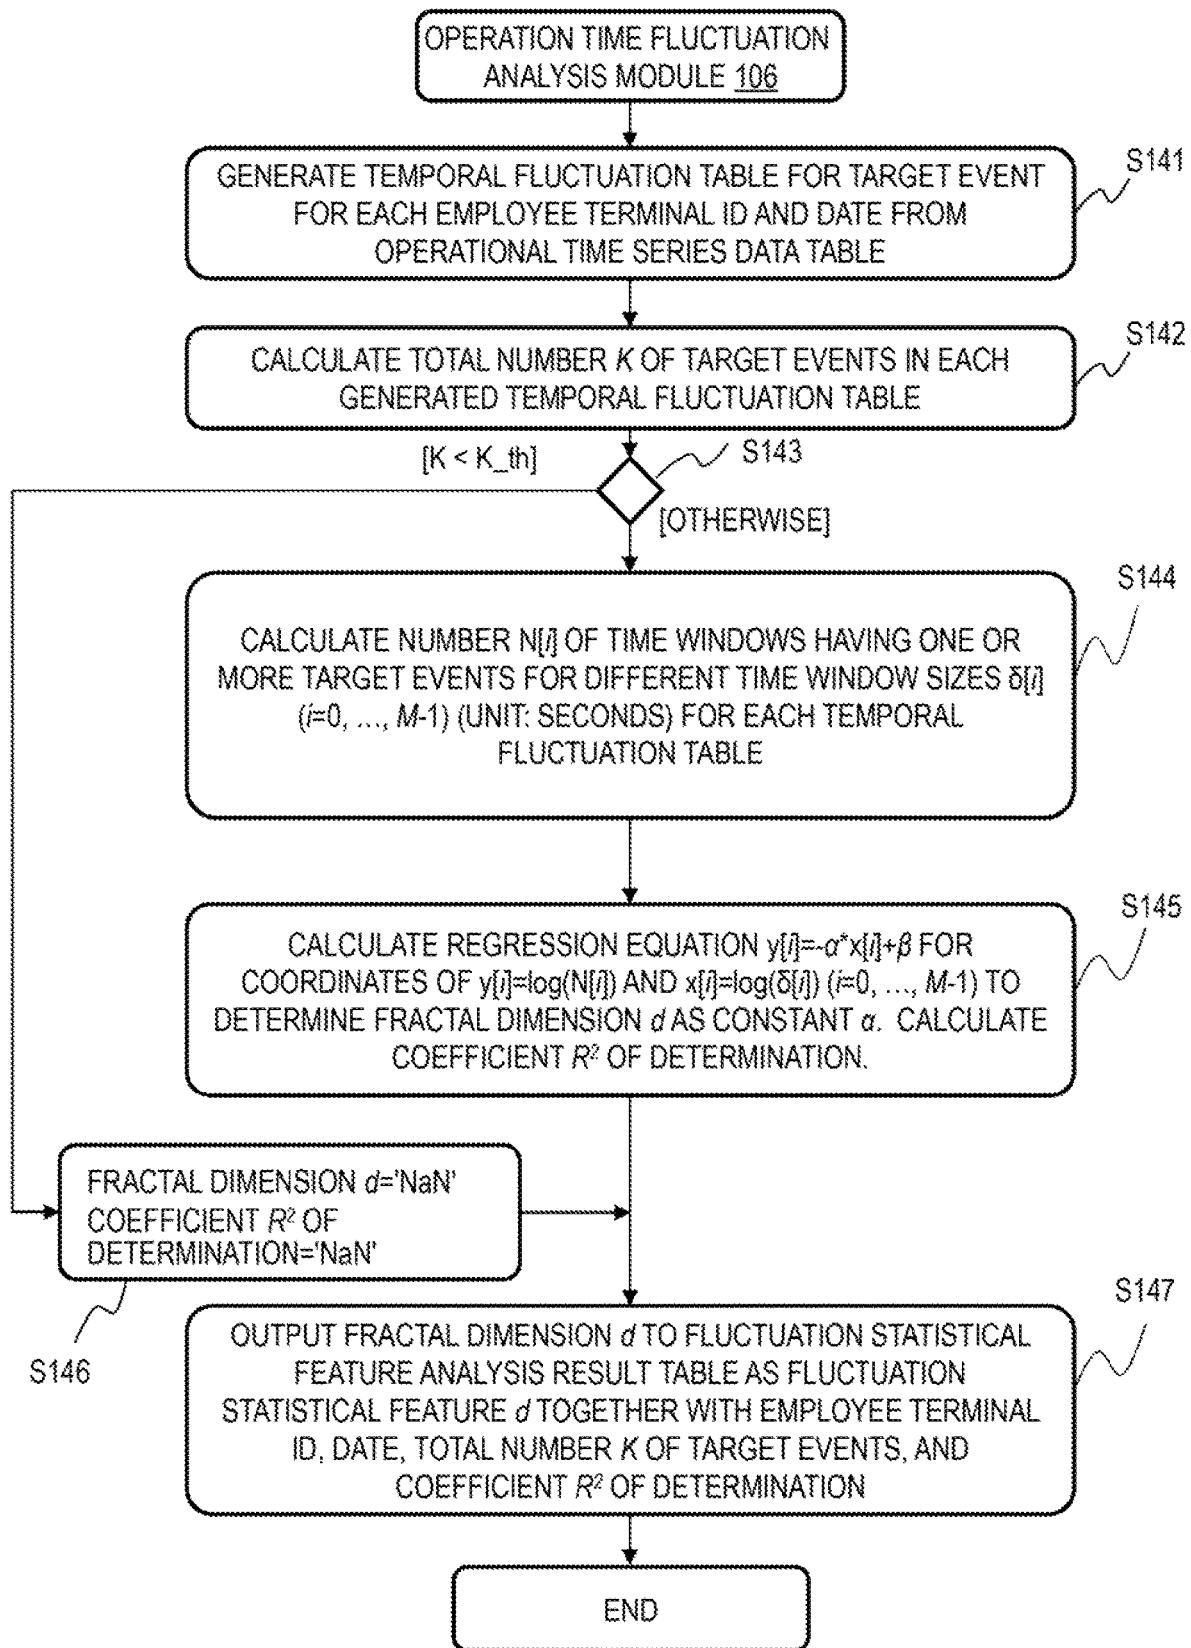 OPERATION TIME FLUCTUATION
ANALYSIS MODULE 106
S141
GENERATE TEMPORAL FLUCTUATION TABLE FOR TARGET EVENT
FOR EACH EMPLOYEE TERMINAL ID AND DATE FROM
OPERATIONAL TIME SERIES DATA TABLE
S142
CALCULATE TOTAL NUMBER K OF TARGET EVENTS IN EACH
GENERATED TEMPORAL FLUCTUATION TABLE
[K < K_th]
S143
[OTHERWISE]
S144
CALCULATE NUMBER N[i] OF TIME WINDOWS HAVING ONE OR
MORE TARGET EVENTS FOR DIFFERENT TIME WINDOW SIZES δ[i]
(i=0, ..., M-1) (UNIT: SECONDS) FOR EACH TEMPORAL
FLUCTUATION TABLE
S145
CALCULATE REGRESSION EQUATION y[i]=-α*x[i]+β FOR
COORDINATES OF y[i]=log(N[i]) AND x[i]=log(δ[i]) (i=0, ..., M-1) TO
DETERMINE FRACTAL DIMENSION d AS CONSTANT α. CALCULATE
COEFFICIENT R² OF DETERMINATION.
FRACTAL DIMENSION d='NaN'
COEFFICIENT R² OF
DETERMINATION='NaN'
S146
S147
OUTPUT FRACTAL DIMENSION d TO FLUCTUATION STATISTICAL
FEATURE ANALYSIS RESULT TABLE AS FLUCTUATION
STATISTICAL FEATURE d TOGETHER WITH EMPLOYEE TERMINAL
ID, DATE, TOTAL NUMBER K OF TARGET EVENTS, AND
COEFFICIENT R² OF DETERMINATION
END